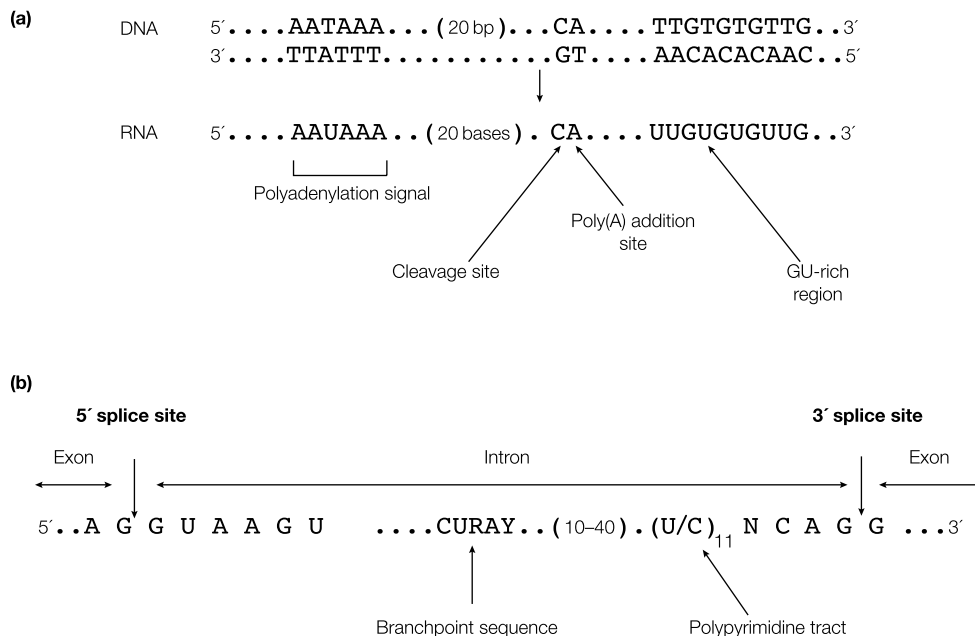 (a)
DNA 5´....AATAAA...(20 bp)...CA....TTGTGTGTTG..3´
3´....TTATTT...........GT....AACACACAAC..5´
RNA 5´....AAUAAA..(20 bases).CA....UUGUGUGUUG..3´
Polyadenylation signal
Poly(A) addition
site
Cleavage site
GU-rich
region
(b)
5´ splice site
3´ splice site
Exon
Intron
Exon
5´..A G G U A A G U ....CURAY..(10–40).(U/C)11 N C A G G ...3´
Branchpoint sequence
Polypyrimidine tract